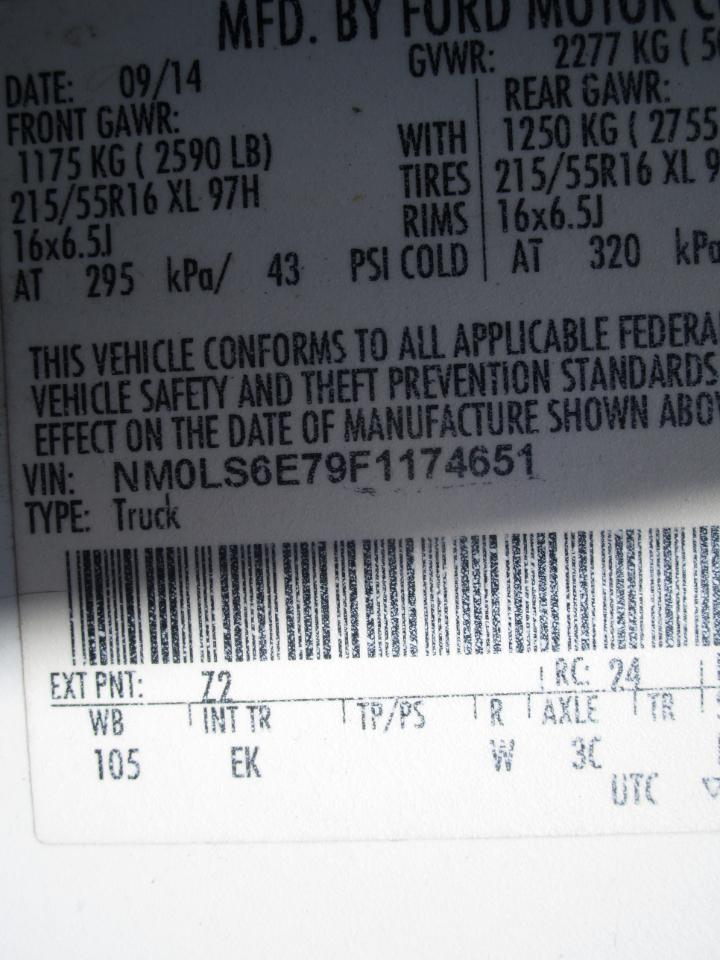 MFD. BY FORD MOTOR C
DATE: 09/14 GVWR: 2277 KG ( 5
FRONT GAWR: REAR GAWR:
1175 KG ( 2590 LB) WITH 1250 KG ( 2755
215/55R16 XL 97H TIRES 215/55R16 XL 9
16x6.5J RIMS 16x6.5J
AT 295 kPa/ 43 PSI COLD AT 320 kPa
THIS VEHICLE CONFORMS TO ALL APPLICABLE FEDERA
VEHICLE SAFETY AND THEFT PREVENTION STANDARDS
EFFECT ON THE DATE OF MANUFACTURE SHOWN ABO
VIN: NM0LS6E79F1174651
TYPE: Truck
EXT PNT: Z2 RC: 24
WB INT TR TP/PS R AXLE TR
105 EK W 3C
UTC